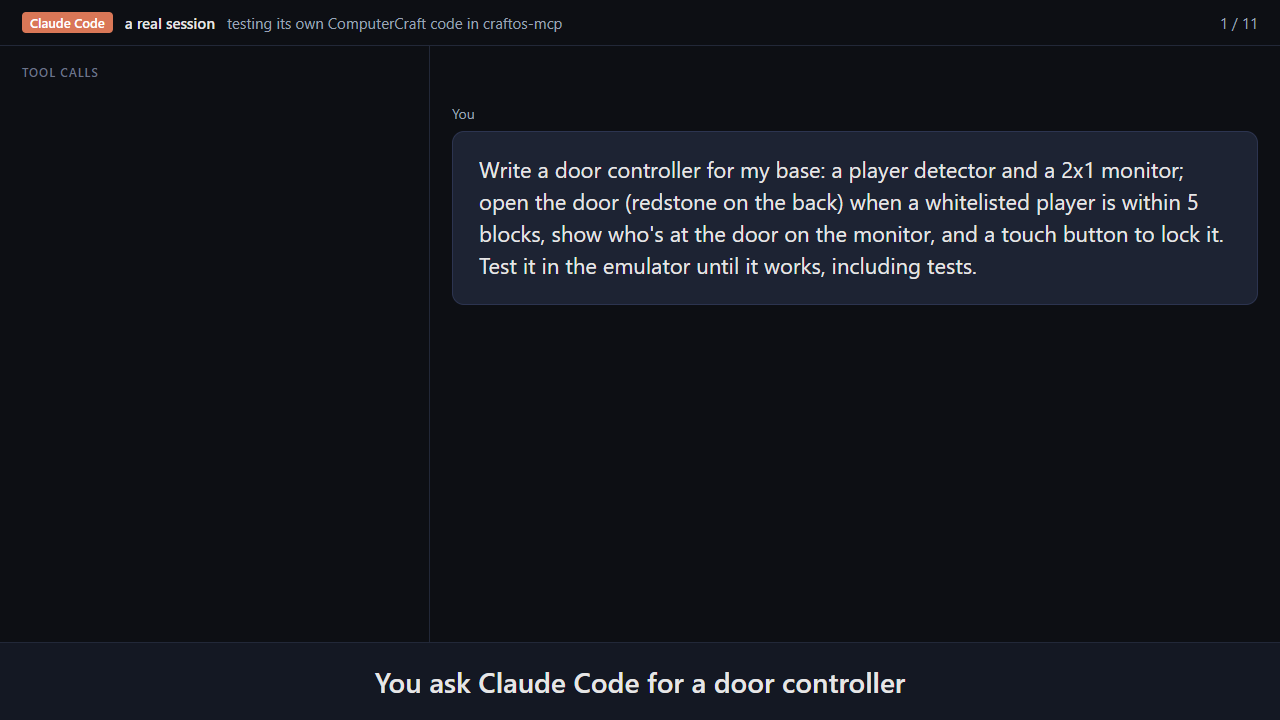 Claude Code a real session testing its own ComputerCraft code in craftos-mcp 1 / 11
TOOL CALLS
You
Write a door controller for my base: a player detector and a 2x1 monitor;
open the door (redstone on the back) when a whitelisted player is within 5
blocks, show who's at the door on the monitor, and a touch button to lock it.
Test it in the emulator until it works, including tests.
You ask Claude Code for a door controller